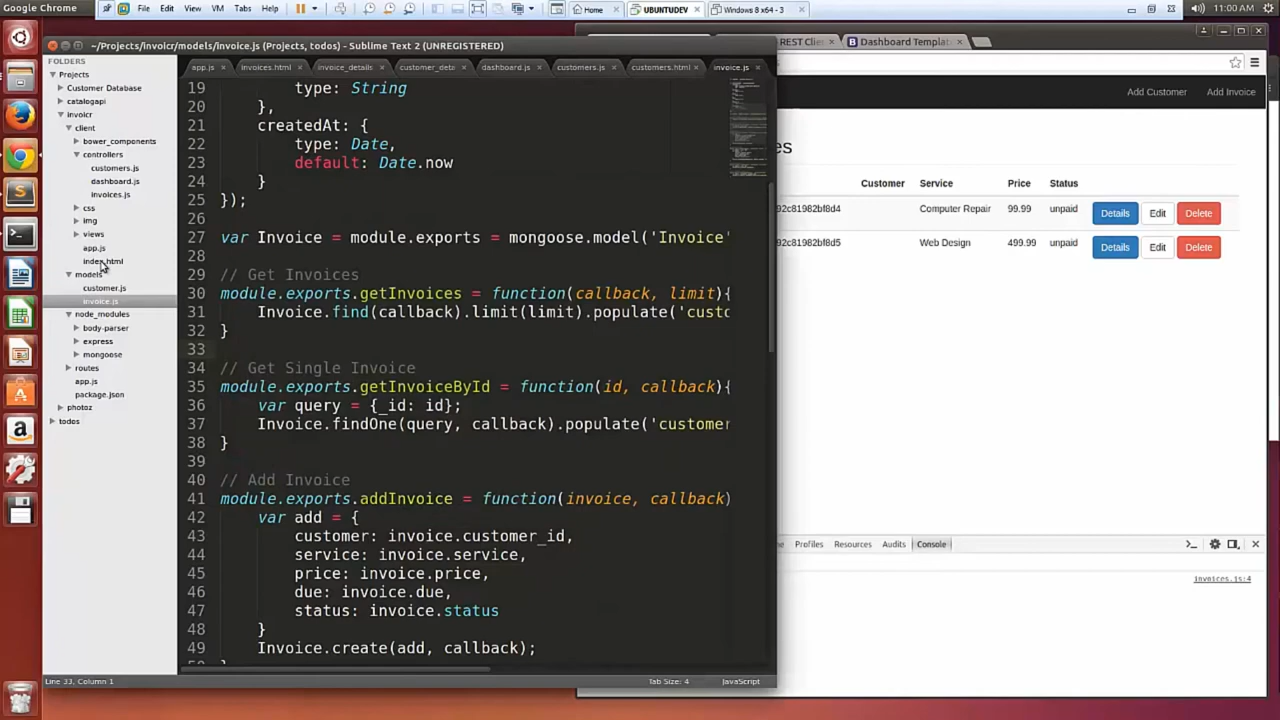 Google Chrome
File Edit View VM Tabs Help
Home
UBUNTUDEV
Windows 8 x64 - 3
11:00 AM
~/Projects/invoicr/models/invoice.js (Projects, todos) - Sublime Text 2 (UNREGISTERED)
REST Clie
Dashboard Templat
FOLDERS
Projects
Customer Database
catalogapi
invoicr
client
bower_components
controllers
customers.js
dashboard.js
invoices.js
css
img
views
app.js
index.html
models
customer.js
invoice.js
node_modules
body-parser
express
mongoose
routes
app.js
package.json
photoz
todos
app.js
invoices.html
invoice_details
customer_deta
dashboard.js
customers.js
customers.html
invoice.js
19 type: String
20 },
21 createdAt: {
22 type: Date,
23 default: Date.now
24 }
25 });
26
27 var Invoice = module.exports = mongoose.model('Invoice'
28
29 // Get Invoices
30 module.exports.getInvoices = function(callback, limit){
31 Invoice.find(callback).limit(limit).populate('custo
32 }
33
34 // Get Single Invoice
35 module.exports.getInvoiceById = function(id, callback){
36 var query = {_id: id};
37 Invoice.findOne(query, callback).populate('customer
38 }
39
40 // Add Invoice
41 module.exports.addInvoice = function(invoice, callback)
42 var add = {
43 customer: invoice.customer_id,
44 service: invoice.service,
45 price: invoice.price,
46 due: invoice.due,
47 status: invoice.status
48 }
49 Invoice.create(add, callback);
Line 33, Column 1
Tab Size: 4
JavaScript
Add Customer Add Invoice
es
Customer Service Price Status
92c81982bf8d4 Computer Repair 99.99 unpaid Details Edit Delete
92c81982bf8d5 Web Design 499.99 unpaid Details Edit Delete
Profiles Resources Audits Console
invoices.js:4